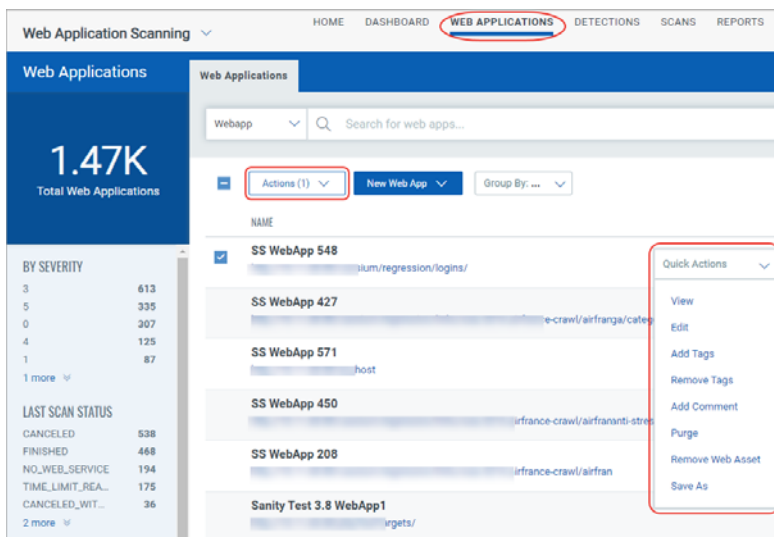 Web Application Scanning
HOME DASHBOARD WEB APPLICATIONS DETECTIONS SCANS REPORTS
Web Applications
Web Applications
1.47K
Total Web Applications
Webapp
Search for web apps...
Actions (1)
New Web App
Group By: ...
NAME
SS WebApp 548
ium/regression/logins/
SS WebApp 427
e-crawl/airfranga/categ
SS WebApp 571
host
SS WebApp 450
irfrance-crawl/airfrananti-stres
SS WebApp 208
irfrance-crawl/airfran
Sanity Test 3.8 WebApp1
rgets/
Quick Actions
View
Edit
Add Tags
Remove Tags
Add Comment
Purge
Remove Web Asset
Save As
BY SEVERITY
3 613
5 335
0 307
4 125
1 87
1 more
LAST SCAN STATUS
CANCELED 538
FINISHED 468
NO_WEB_SERVICE 194
TIME_LIMIT_REA... 175
CANCELED_WIT... 36
2 more